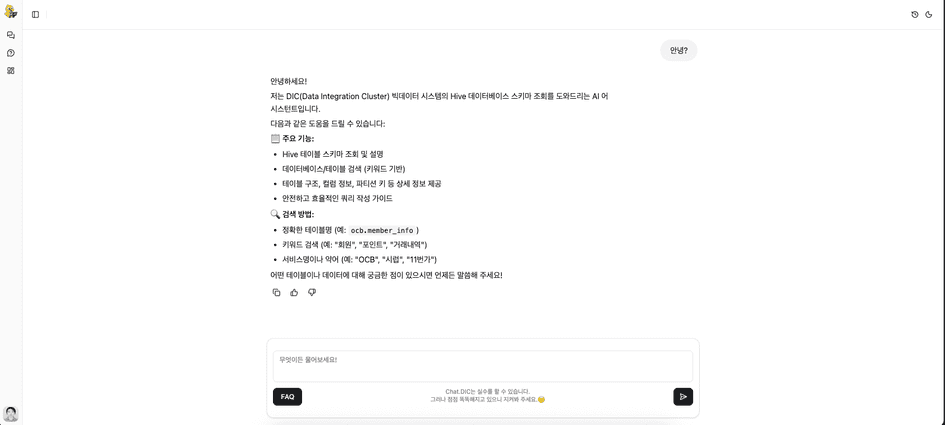 안녕?
안녕하세요!
저는 DIC(Data Integration Cluster) 빅데이터 시스템의 Hive 데이터베이스 스키마 조회를 도와드리는 AI 어
시스턴트입니다.
다음과 같은 도움을 드릴 수 있습니다:
주요 기능:
• Hive 테이블 스키마 조회 및 설명
• 데이터베이스/테이블 검색 (키워드 기반)
• 테이블 구조, 컬럼 정보, 파티션 키 등 상세 정보 제공
• 안전하고 효율적인 쿼리 작성 가이드
검색 방법:
• 정확한 테이블명 (예: ocb.member_info)
• 키워드 검색 (예: "회원", "포인트", "거래내역")
• 서비스명이나 약어 (예: "OCB", "시럽", "11번가")
어떤 테이블이나 데이터에 대해 궁금한 점이 있으시면 언제든 말씀해 주세요!
무엇이든 물어보세요!
FAQ
Chat.DIC는 실수를 할 수 있습니다.
그러나 점점 똑똑해지고 있으니 지켜봐 주세요.